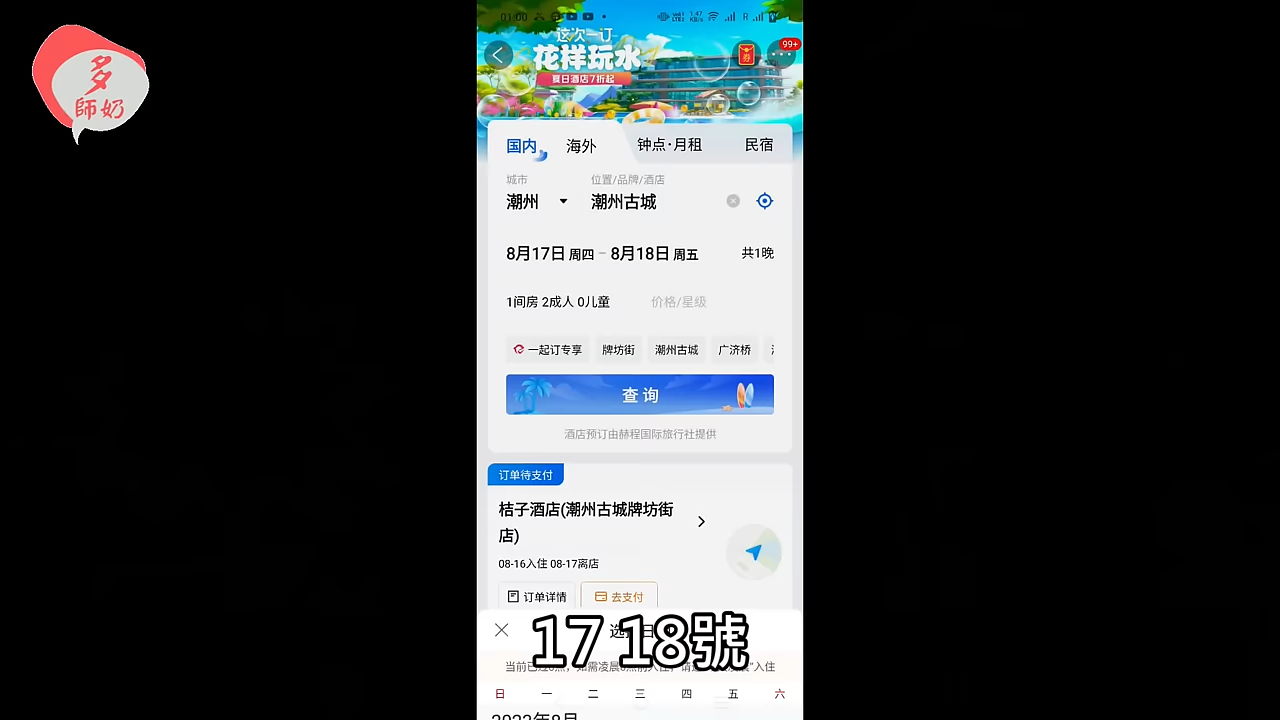 多
師奶
01:00
1.47 KB/s
R
这次一订
花样玩水
夏日酒店7折起
券
99+
国内 海外 钟点·月租 民宿
城市 位置/品牌/酒店
潮州 潮州古城
8月17日 周四 - 8月18日 周五 共1晚
1间房 2成人 0儿童 价格/星级
一起订专享 牌坊街 潮州古城 广济桥
查询
酒店预订由赫程国际旅行社提供
订单待支付
桔子酒店(潮州古城牌坊街
店)
08-16入住 08-17离店
订单详情 去支付
17 18號
日 一 二 三 四 五 六